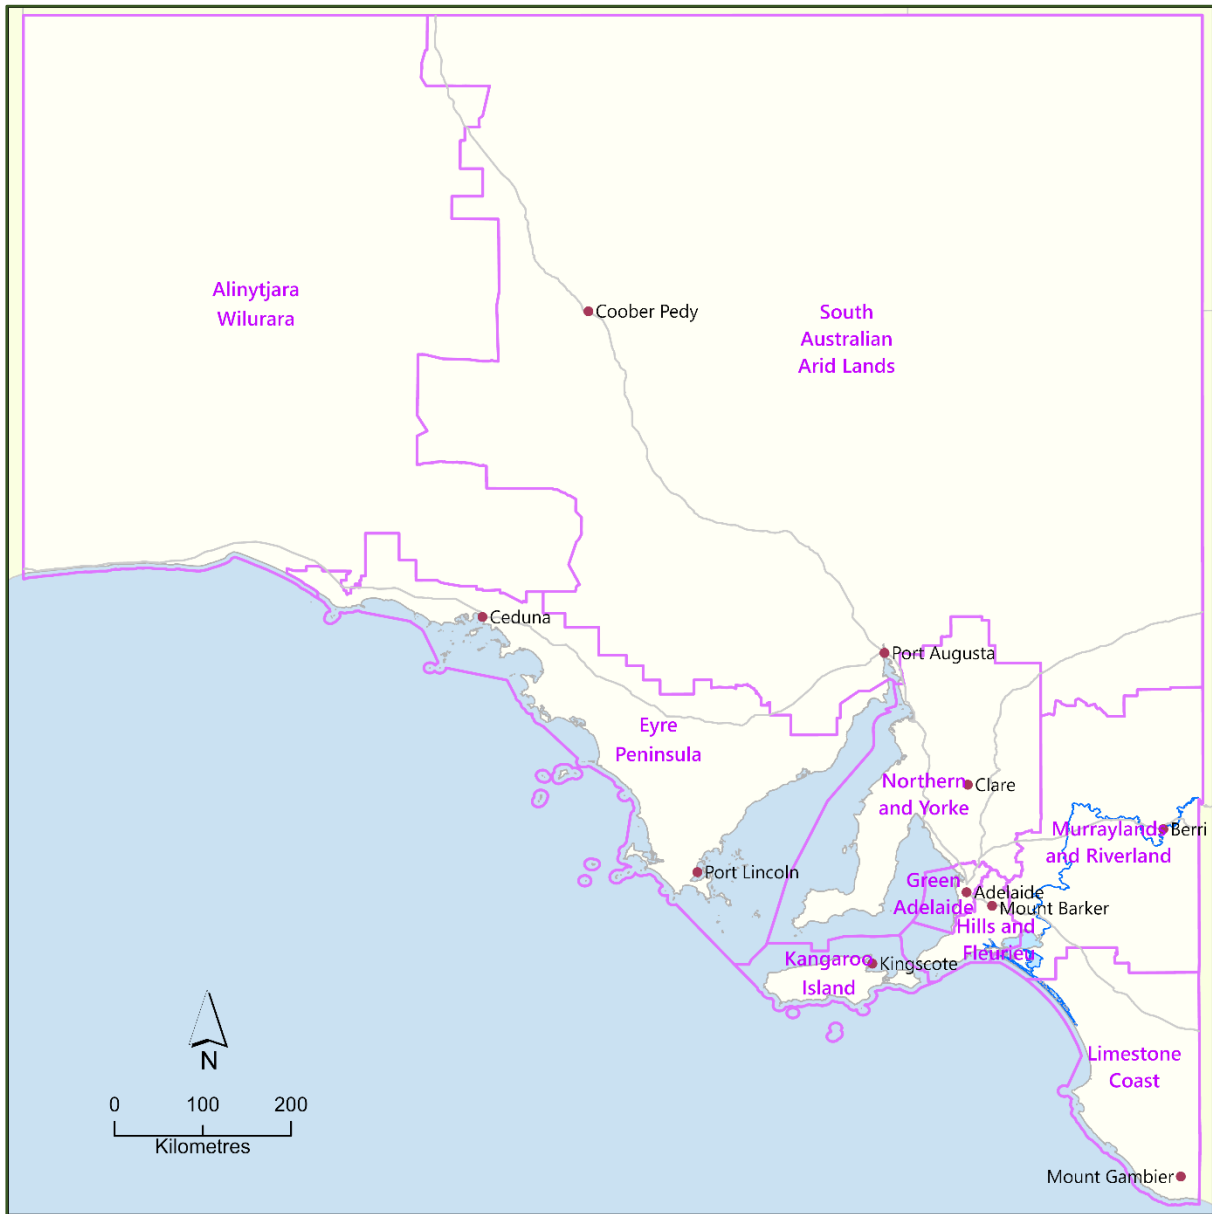 Alinytjara
Wilurara
Coober Pedy
South
Australian
Arid Lands
Ceduna
Port Augusta
Eyre
Peninsula
Northern
and Yorke
Clare
Murraylands
and Riverland
Berri
Port Lincoln
Green
Adelaide
Adelaide
Mount Barker
Hills and
Fleurieu
Kangaroo
Island
Kingscote
Limestone
Coast
Mount Gambier
N
0 100 200
Kilometres